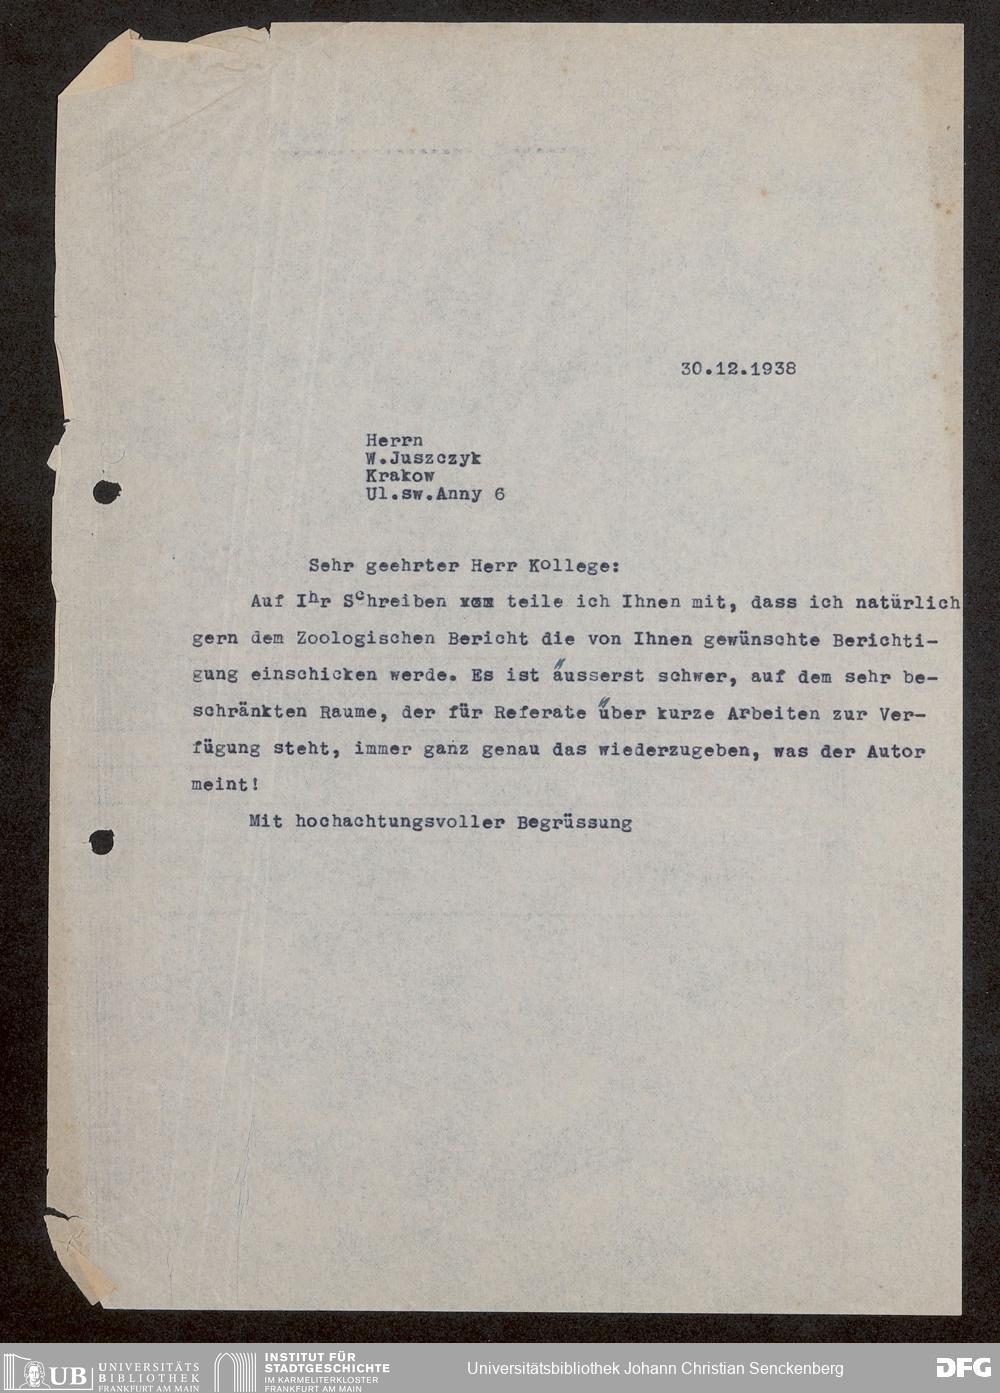 30.12.1938
Herrn
W.Juszczyk
Krakow
Ul.sw.Anny 6
Sehr geehrter Herr Kollege:
Auf Ihr Schreiben teile ich Ihnen mit, dass ich natürlich
gern dem Zoologischen Bericht die von Ihnen gewünschte Berichti-
gung einschicken werde. Es ist äusserst schwer, auf dem sehr be-
schränkten Raume, der für Referate über kurze Arbeiten zur Ver-
fügung steht, immer ganz genau das wiederzugeben, was der Autor
meint!
Mit hochachtungsvoller Begrüssung
UB UNIVERSITÄTS
BIBLIOTHEK
FRANKFURT AM MAIN
INSTITUT FÜR
STADTGESCHICHTE
IM KARMELITERKLOSTER
FRANKFURT AM MAIN
Universitätsbibliothek Johann Christian Senckenberg
DFG